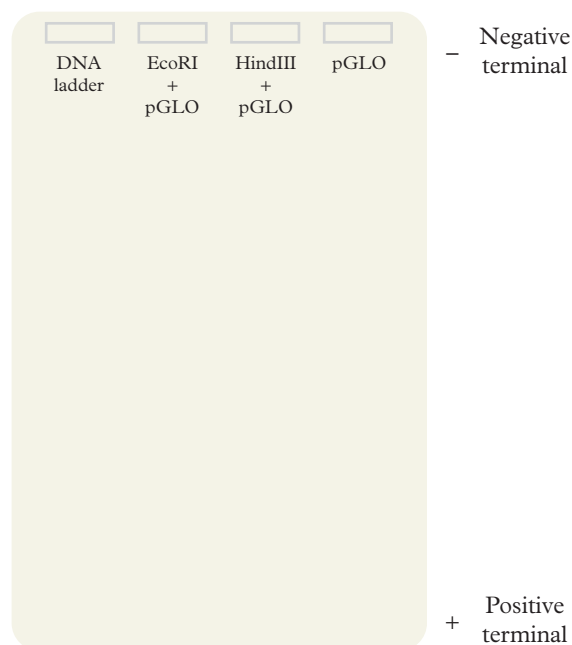 DNA
ladder
EcoRI
+
pGLO
HindIII
+
pGLO
pGLO
–
Negative
terminal
+
Positive
terminal